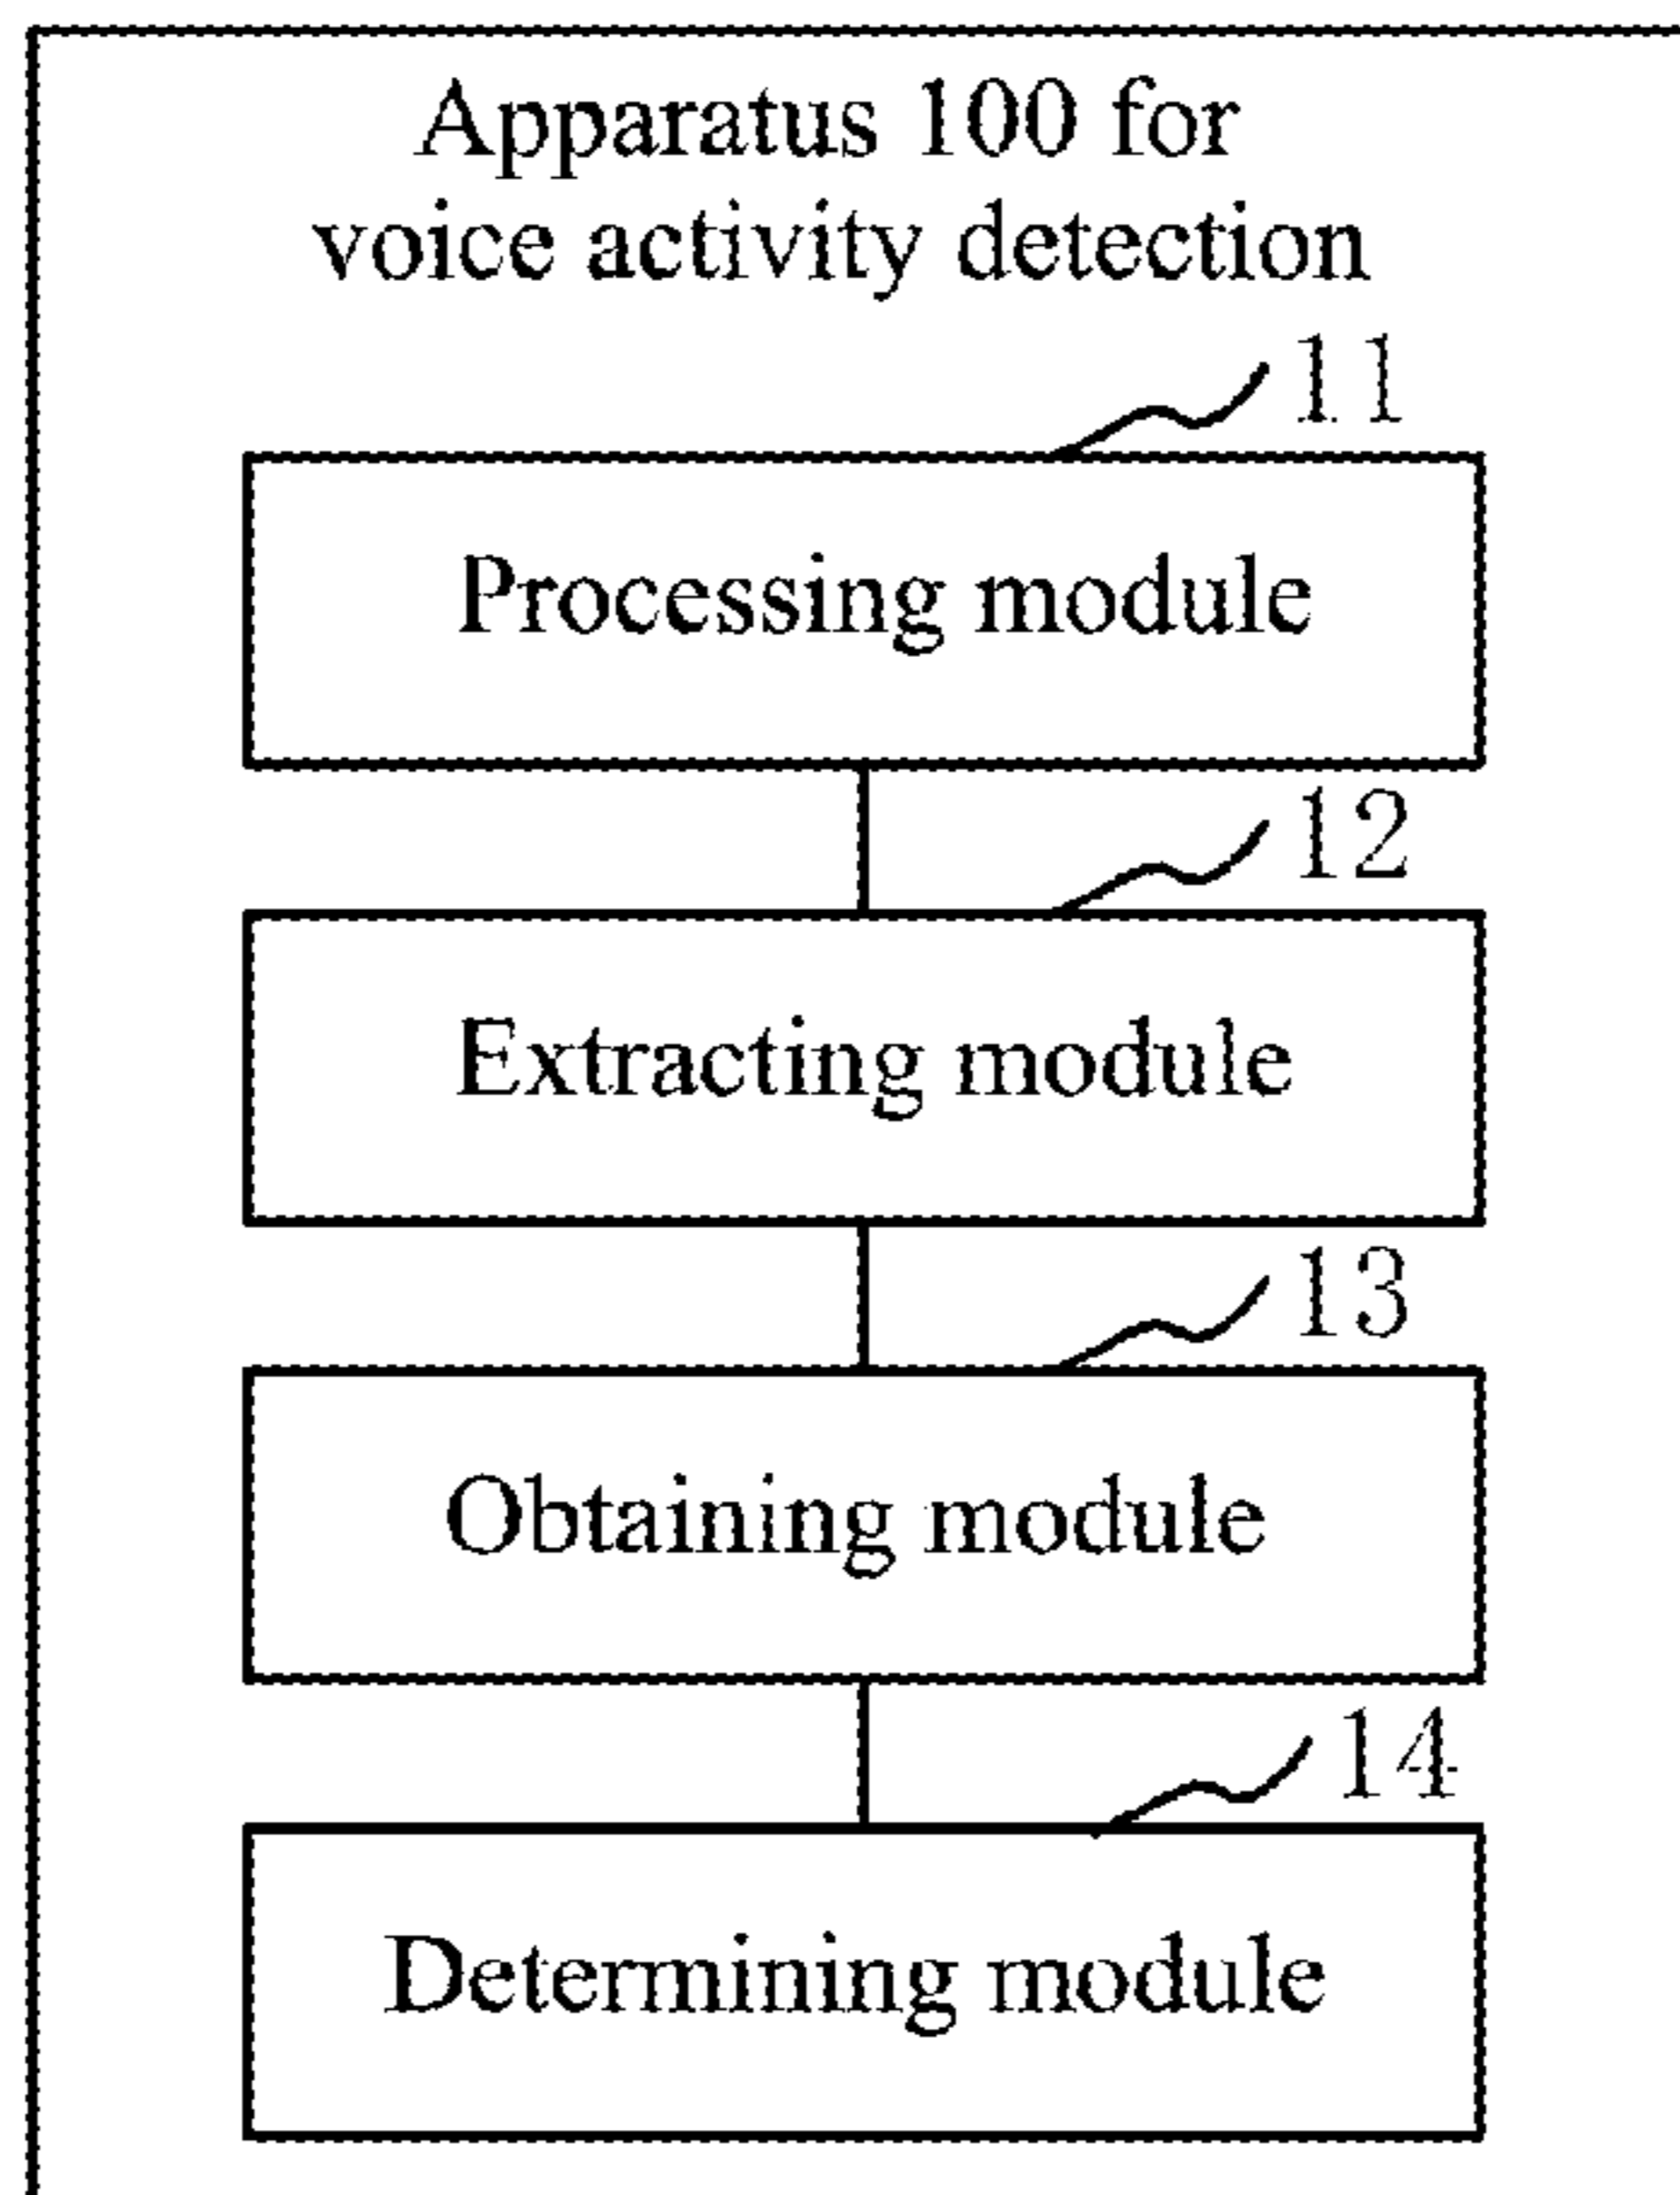 Apparatus 100 for
voice activity detection
11
Processing module
12
Extracting module
13
Obtaining module
14
Determining module